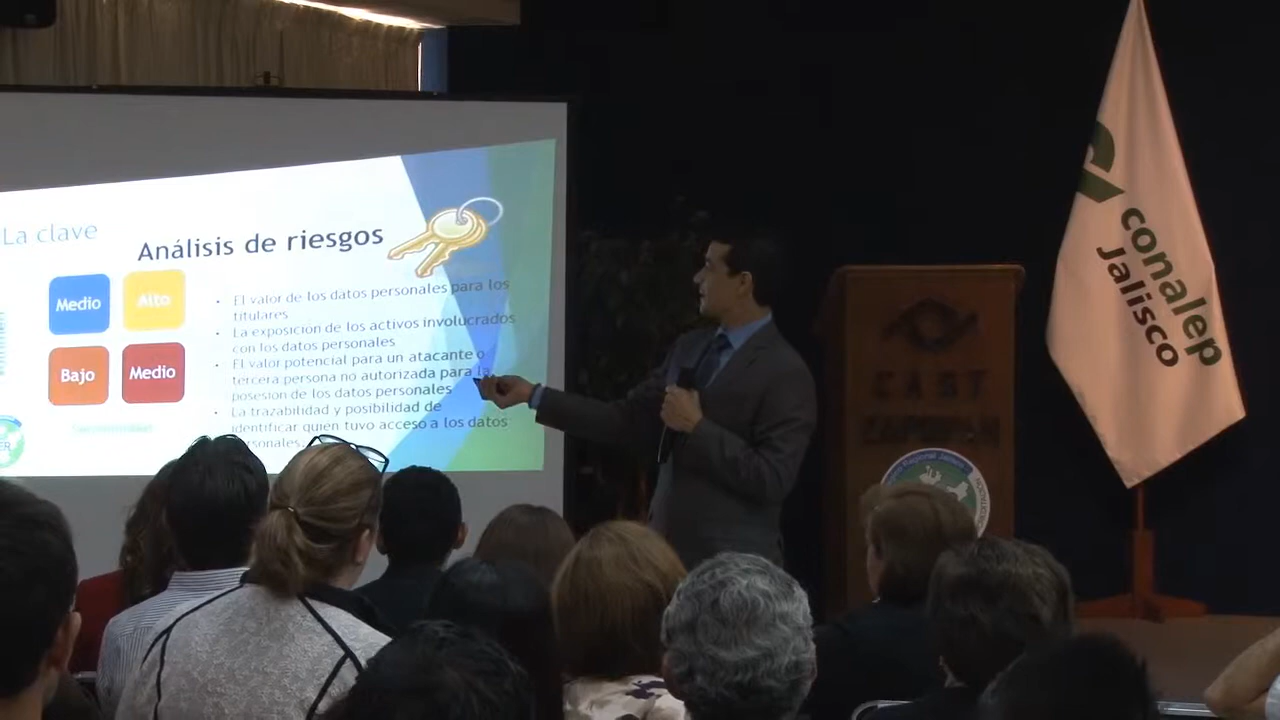 La clave
Análisis de riesgos
Medio
Alto
Bajo
Medio
• El valor de los datos personales para los
titulares
• La exposición de los activos involucrados
con los datos personales
• El valor potencial para un atacante o
tercera persona no autorizada para la
posesión de los datos personales
• La trazabilidad y posibilidad de
identificar quien tuvo acceso a los datos
conalep
Jalisco
CAST